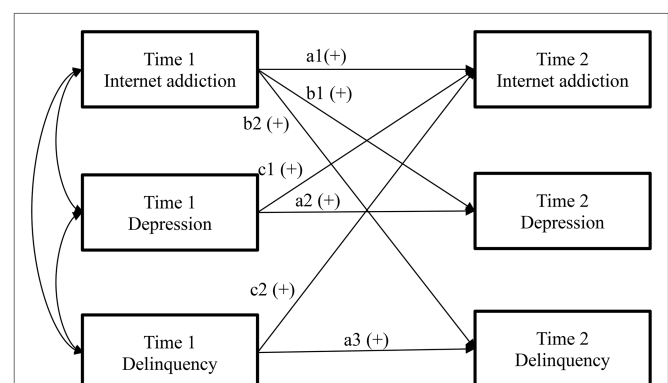 Time 1
Internet addiction
a1(+)
Time 2
Internet addiction
b1 (+)
b2 (+)
c1 (+)
Time 1
Depression
a2 (+)
Time 2
Depression
c2 (+)
Time 1
Delinquency
a3 (+)
Time 2
Delinquency